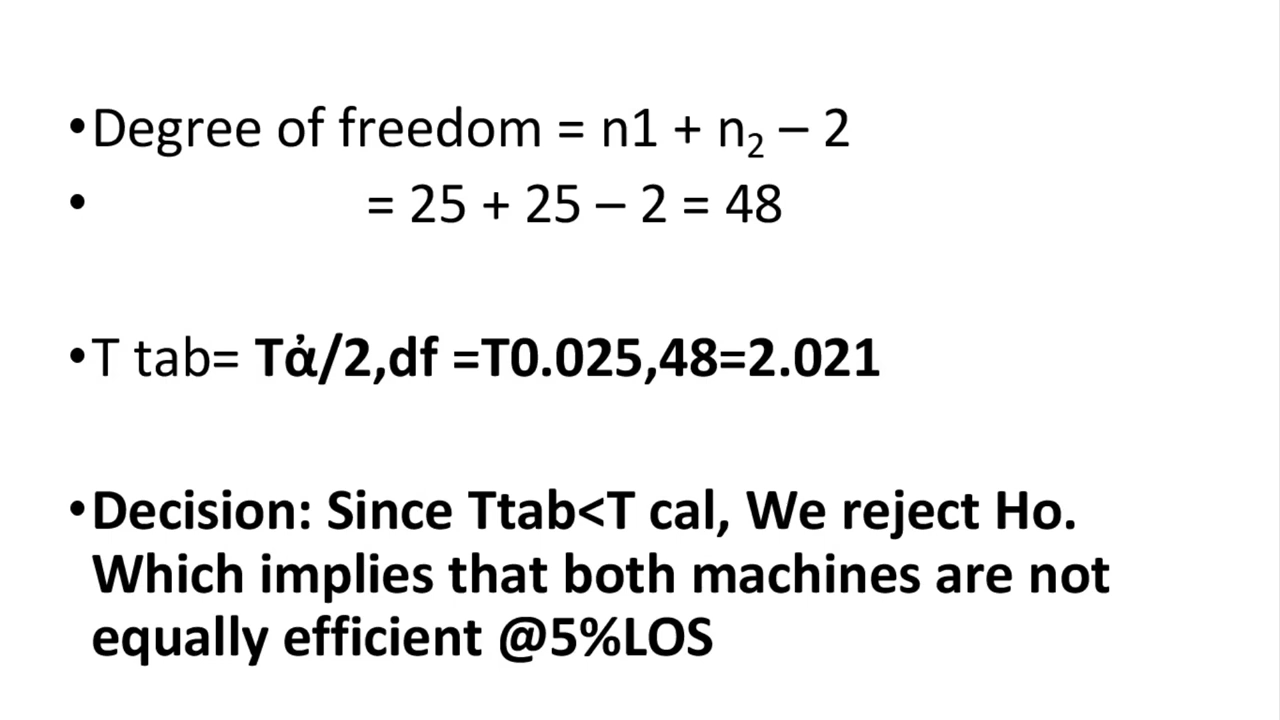 •Degree of freedom = n1 + n₂ – 2
• = 25 + 25 – 2 = 48
•T tab= Tἀ/2,df =T0.025,48=2.021
•Decision: Since Ttab<T cal, We reject Ho.
Which implies that both machines are not
equally efficient @5%LOS